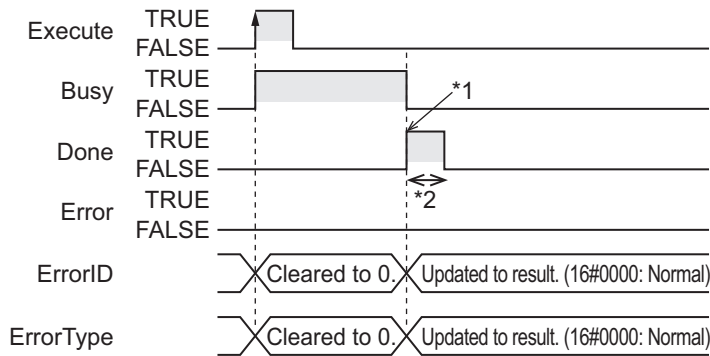 Execute TRUE
FALSE
Busy TRUE
FALSE
*1
Done TRUE
FALSE
*2
Error TRUE
FALSE
ErrorID Cleared to 0. Updated to result. (16#0000: Normal)
ErrorType Cleared to 0. Updated to result. (16#0000: Normal)